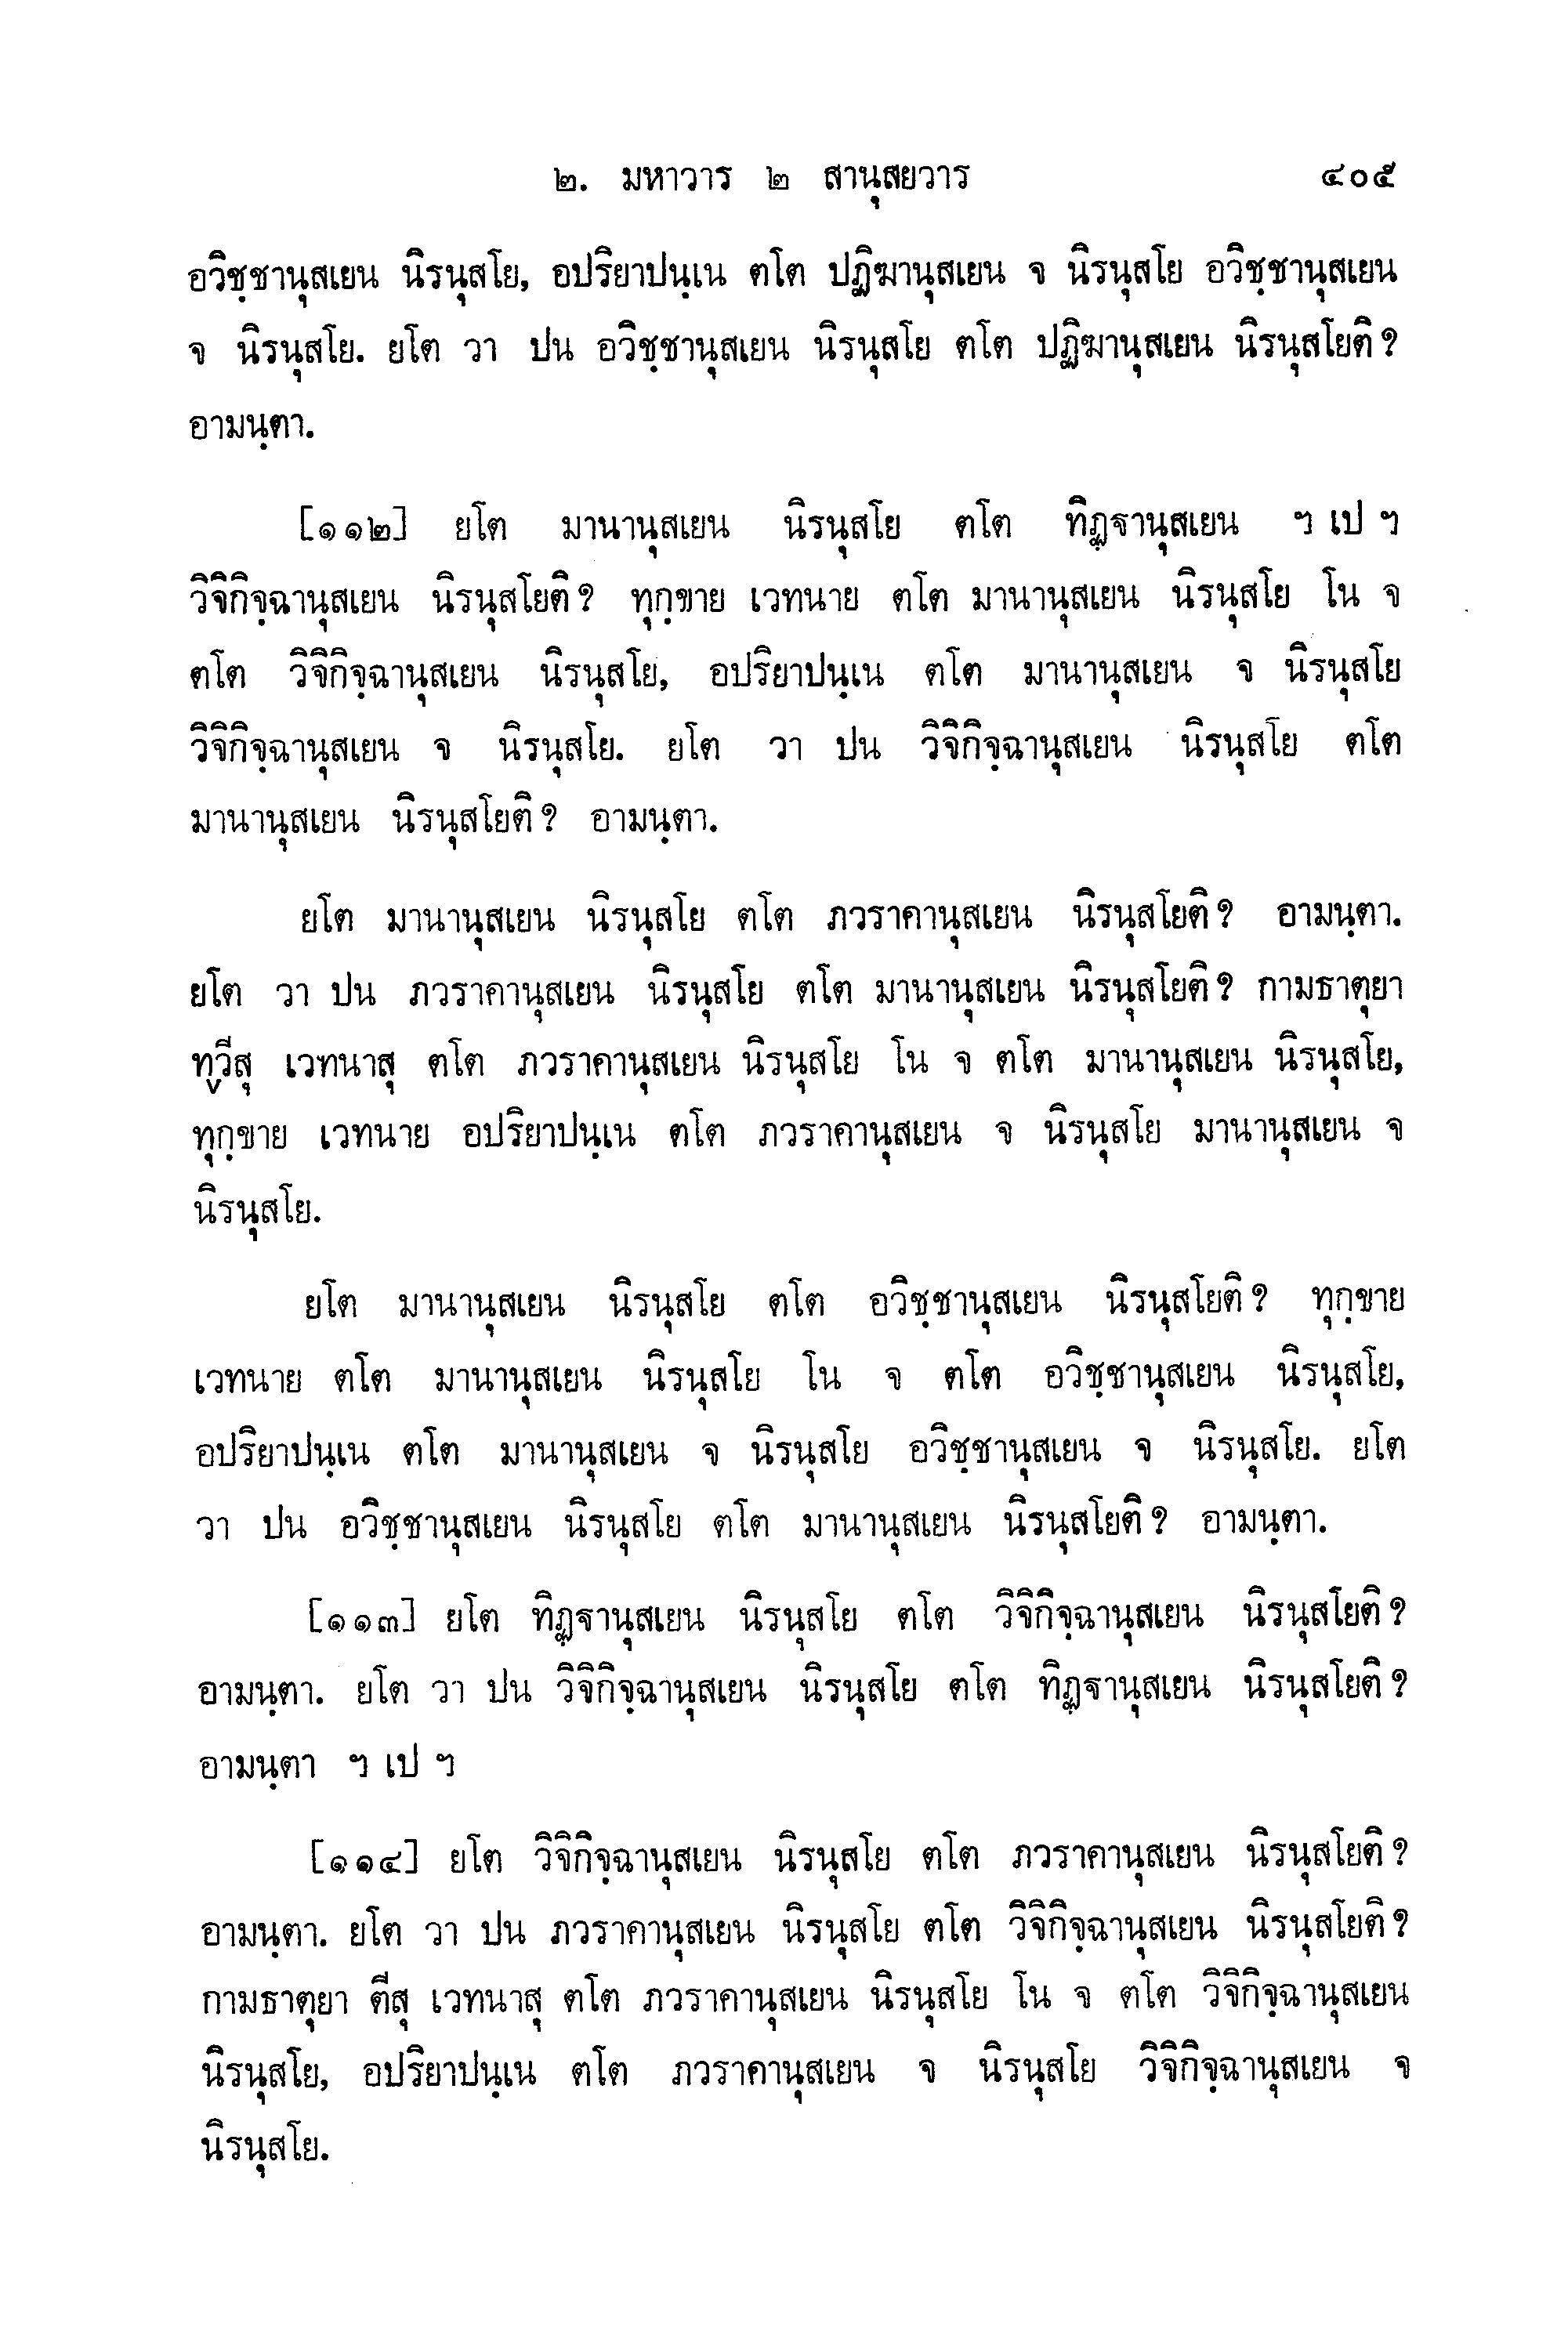 ๒. มหาวาร ๒ สานุสยวาร ๔๐๕
อวิชฺชานุสเยน นิรนุสโย, อปริยาปนฺเน ตโต ปฏิฆานุสเยน จ นิรนุสโย อวิชฺชานุสเยน
จ นิรนุสโย. ยโต วา ปน อวิชฺชานุสเยน นิรนุสโย ตโต ปฏิฆานุสเยน นิรนุสโยติ?
อามนฺตา.
[๑๑๒] ยโต มานานุสเยน นิรนุสโย ตโต ทิฏฺฐานุสเยน ฯ เป ฯ
วิจิกิจฺฉานุสเยน นิรนุสโยติ? ทุกฺขาย เวทนาย ตโต มานานุสเยน นิรนุสโย โน จ
ตโต วิจิกิจฺฉานุสเยน นิรนุสโย, อปริยาปนฺเน ตโต มานานุสเยน จ นิรนุสโย
วิจิกิจฺฉานุสเยน จ นิรนุสโย. ยโต วา ปน วิจิกิจฺฉานุสเยน นิรนุสโย ตโต
มานานุสเยน นิรนุสโยติ? อามนฺตา.
ยโต มานานุสเยน นิรนุสโย ตโต ภวราคานุสเยน นิรนุสโยติ? อามนฺตา.
ยโต วา ปน ภวราคานุสเยน นิรนุสโย ตโต มานานุสเยน นิรนุสโยติ? กามธาตุยา
ทฺวีสุ เวทนาสุ ตโต ภวราคานุสเยน นิรนุสโย โน จ ตโต มานานุสเยน นิรนุสโย,
ทุกฺขาย เวทนาย อปริยาปนฺเน ตโต ภวราคานุสเยน จ นิรนุสโย มานานุสเยน จ
นิรนุสโย.
ยโต มานานุสเยน นิรนุสโย ตโต อวิชฺชานุสเยน นิรนุสโยติ? ทุกฺขาย
เวทนาย ตโต มานานุสเยน นิรนุสโย โน จ ตโต อวิชฺชานุสเยน นิรนุสโย,
อปริยาปนฺเน ตโต มานานุสเยน จ นิรนุสโย อวิชฺชานุสเยน จ นิรนุสโย. ยโต
วา ปน อวิชฺชานุสเยน นิรนุสโย ตโต มานานุสเยน นิรนุสโยติ? อามนฺตา.
[๑๑๓] ยโต ทิฏฺฐานุสเยน นิรนุสโย ตโต วิจิกิจฺฉานุสเยน นิรนุสโยติ?
อามนฺตา. ยโต วา ปน วิจิกิจฺฉานุสเยน นิรนุสโย ตโต ทิฏฺฐานุสเยน นิรนุสโยติ?
อามนฺตา ฯ เป ฯ
[๑๑๔] ยโต วิจิกิจฺฉานุสเยน นิรนุสโย ตโต ภวราคานุสเยน นิรนุสโยติ?
อามนฺตา. ยโต วา ปน ภวราคานุสเยน นิรนุสโย ตโต วิจิกิจฺฉานุสเยน นิรนุสโยติ?
กามธาตุยา ตีสุ เวทนาสุ ตโต ภวราคานุสเยน นิรนุสโย โน จ ตโต วิจิกิจฺฉานุสเยน
นิรนุสโย, อปริยาปนฺเน ตโต ภวราคานุสเยน จ นิรนุสโย วิจิกิจฺฉานุสเยน จ
นิรนุสโย.